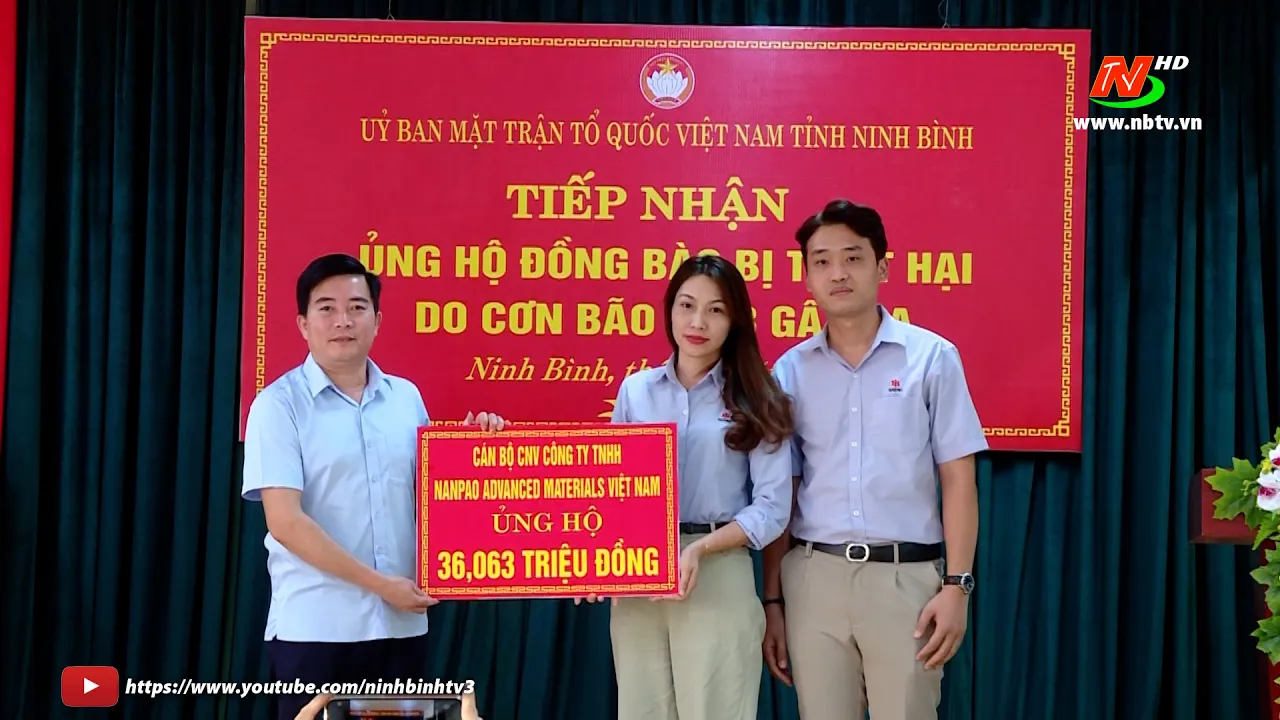 HD
www.nbtv.vn
UỶ BAN MẶT TRẬN TỔ QUỐC VIỆT NAM TỈNH NINH BÌNH
TIẾP NHẬN
ỦNG HỘ ĐỒNG BÀO BỊ HẠI
DO CƠN BÃO
Ninh Bình,
CÁN BỘ CNV CÔNG TY TNHH
NANPAO ADVANCED MATERIALS VIỆT NAM
ỦNG HỘ
36,063 TRIỆU ĐỒNG
https://www.youtube.com/ninhbinhtv3